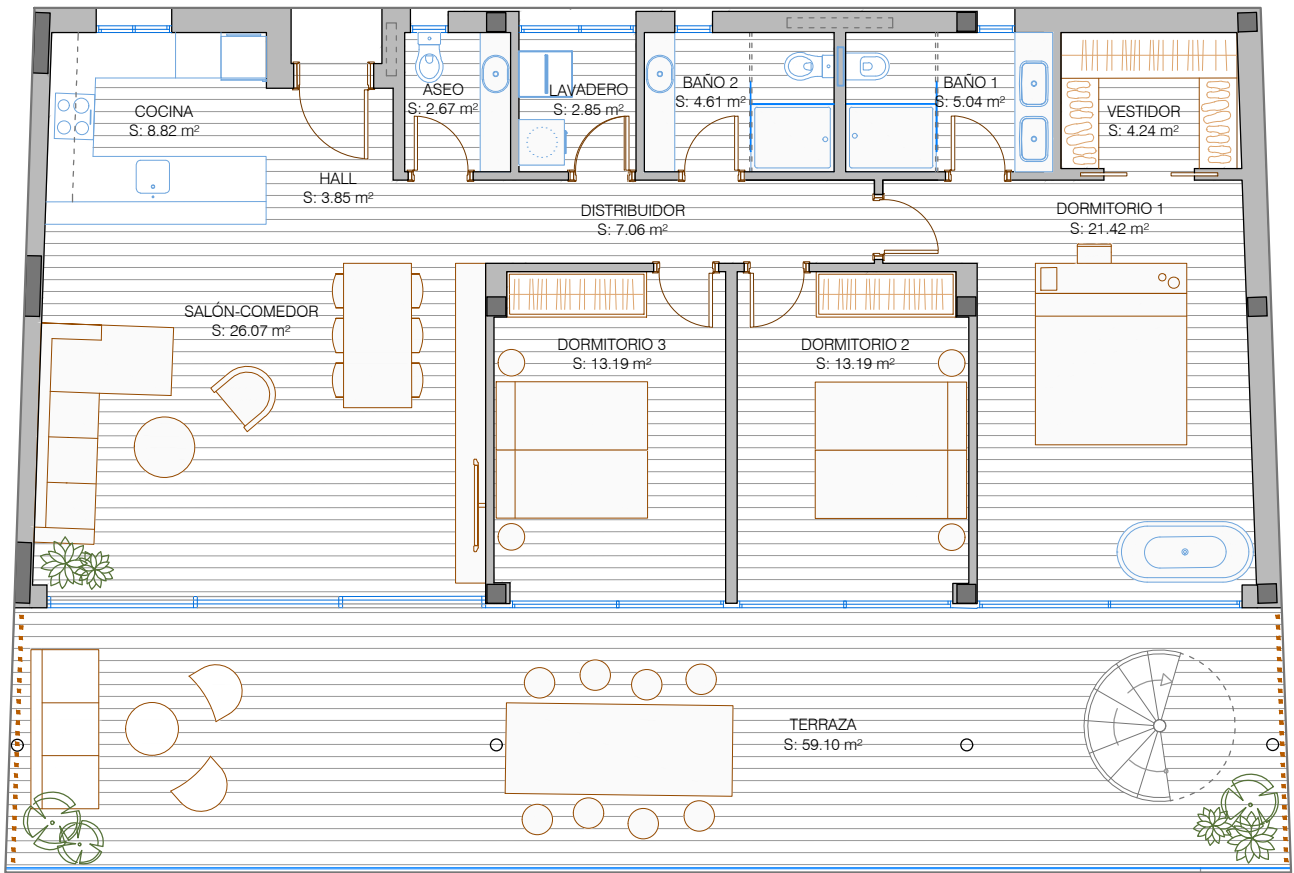 COCINA
S: 8.82 m²
ASEO
S: 2.67 m²
LAVADERO
S: 2.85 m²
BAÑO 2
S: 4.61 m²
BAÑO 1
S: 5.04 m²
VESTIDOR
S: 4.24 m²
HALL
S: 3.85 m²
DISTRIBUIDOR
S: 7.06 m²
DORMITORIO 1
S: 21.42 m²
SALÓN-COMEDOR
S: 26.07 m²
DORMITORIO 3
S: 13.19 m²
DORMITORIO 2
S: 13.19 m²
TERRAZA
S: 59.10 m²